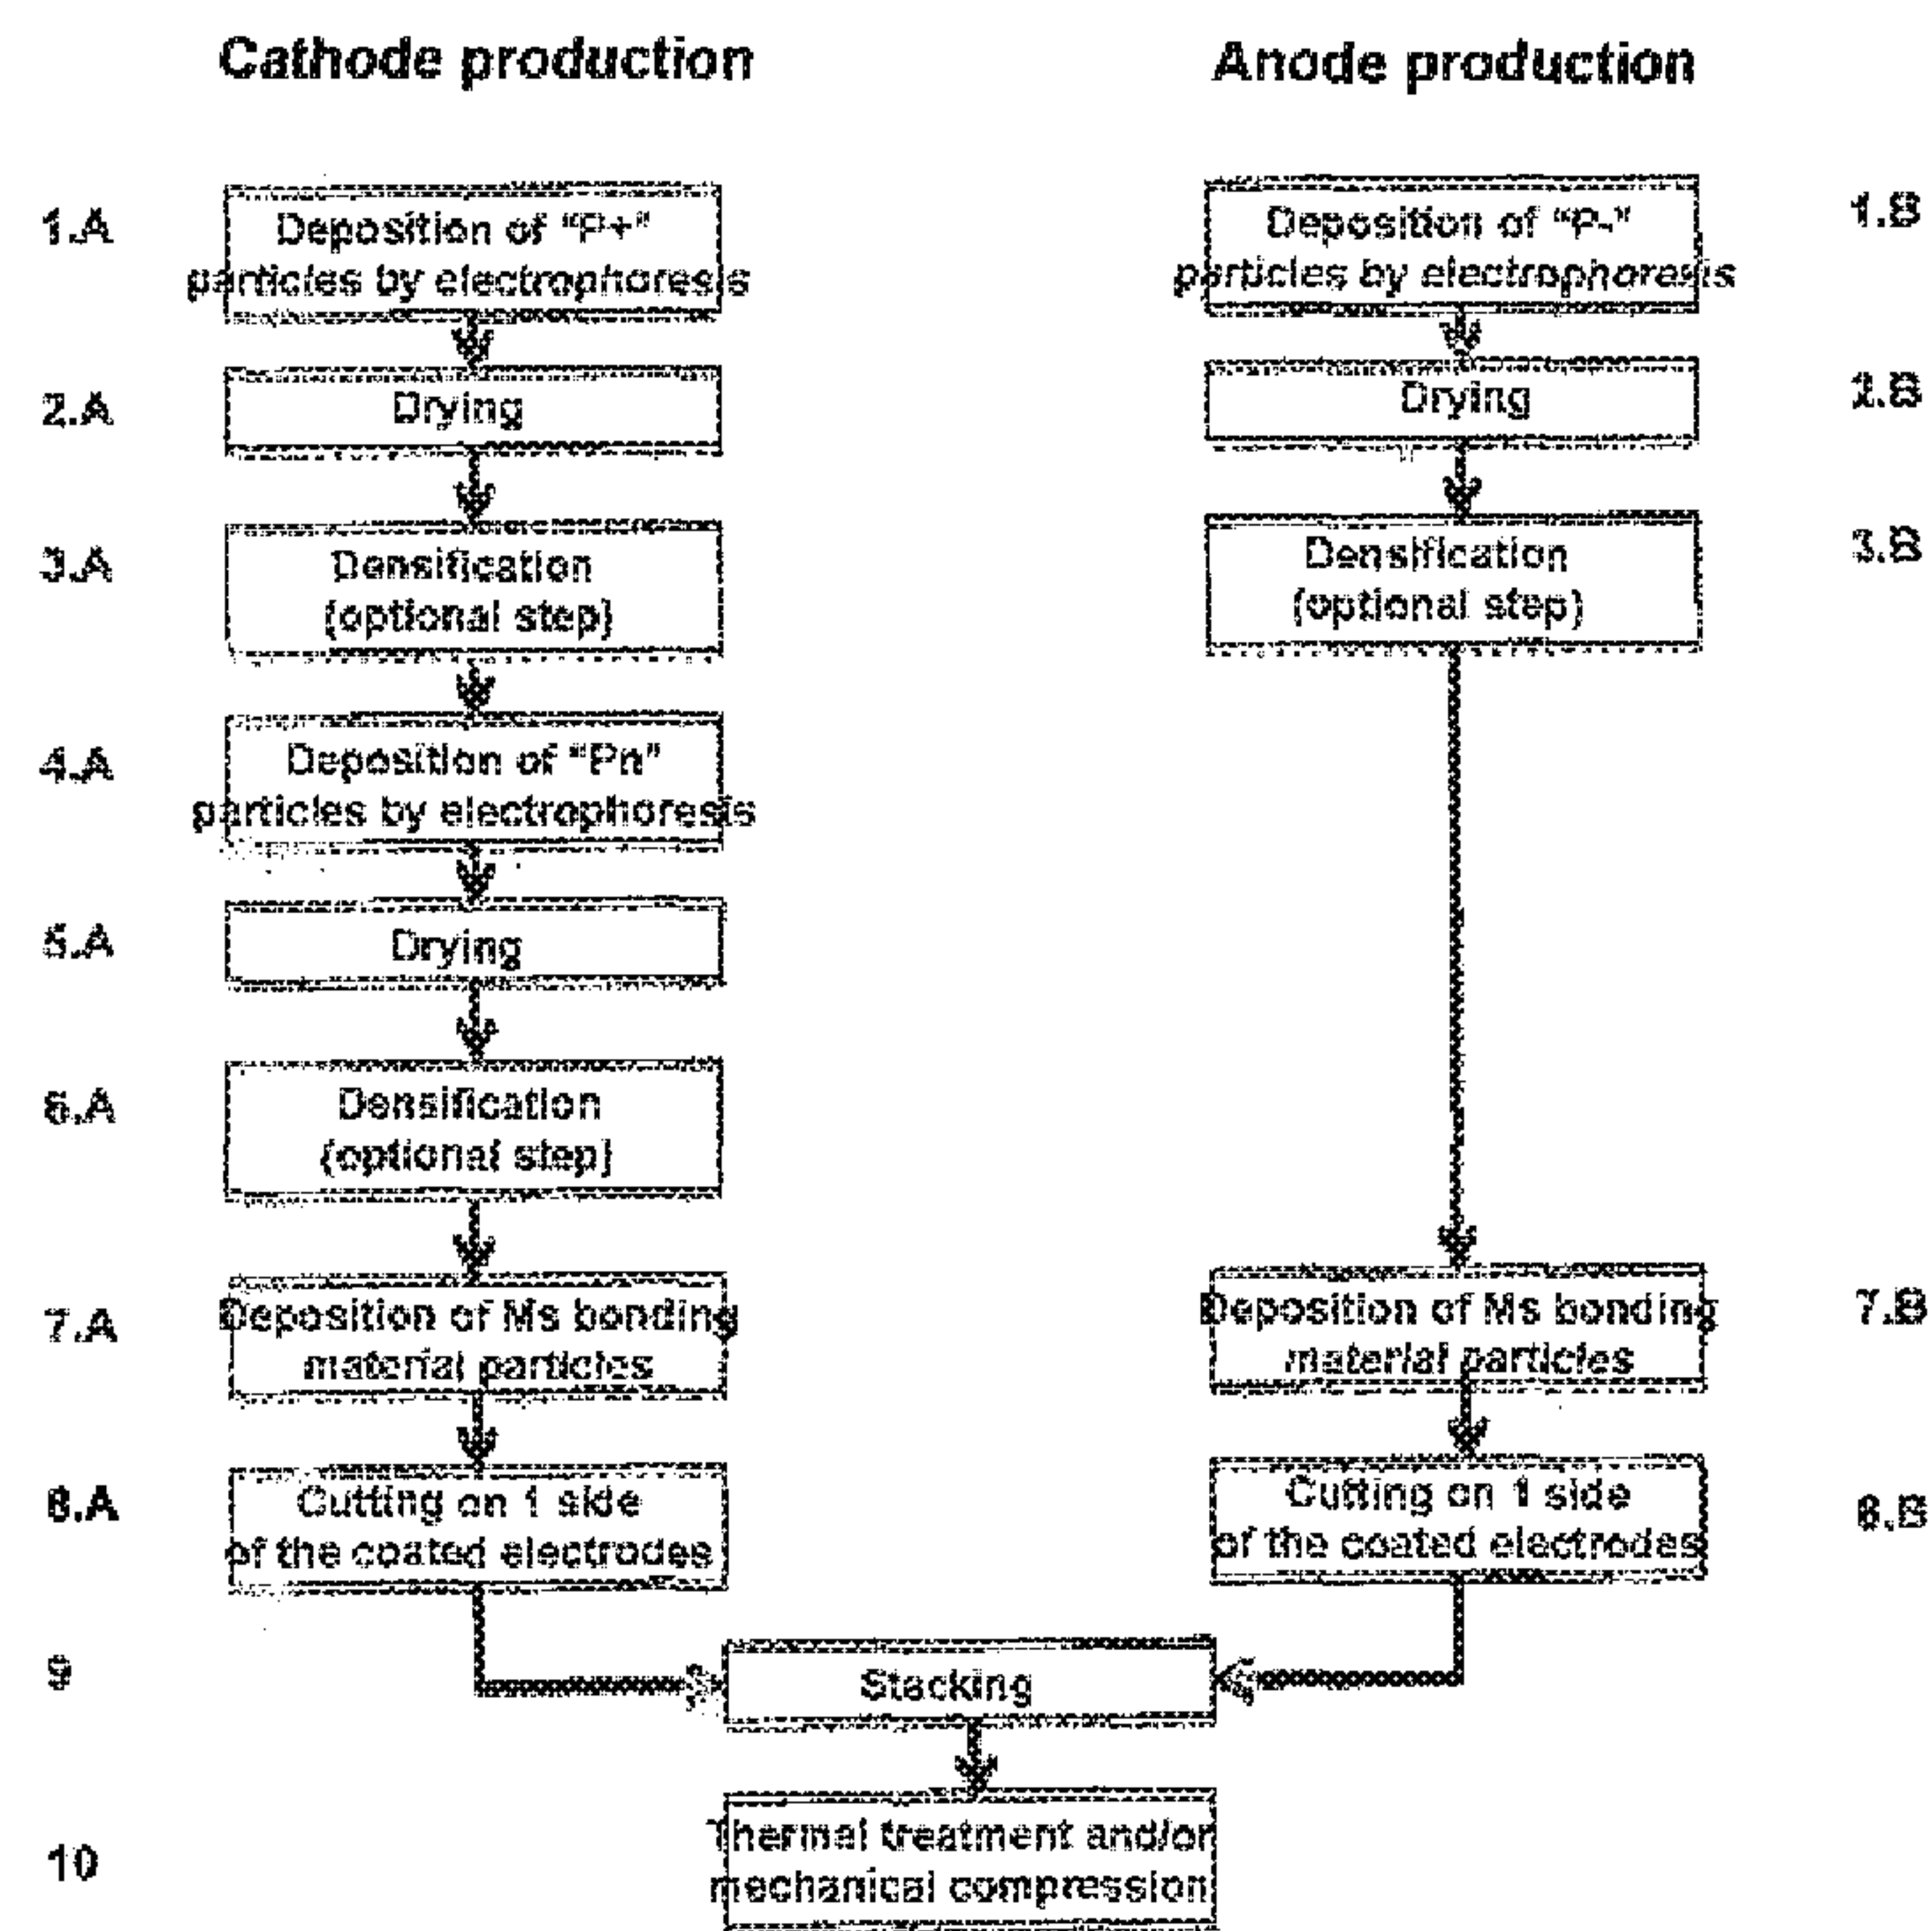 Cathode production
Anode production
1.A
Deposition of "P+"
particles by electrophoresis
Deposition of "P-"
particles by electrophoresis
1.B
2.A
Drying
Drying
2.B
3.A
Densification
(optional step)
Densification
(optional step)
3.B
4.A
Deposition of "Pn"
particles by electrophoresis
5.A
Drying
6.A
Densification
(optional step)
7.A
Deposition of Ms bonding
material particles
Deposition of Ms bonding
material particles
7.B
8.A
Cutting on 1 side
of the coated electrodes
Cutting on 1 side
of the coated electrodes
8.B
9
Stacking
10
Thermal treatment and/or
mechanical compression